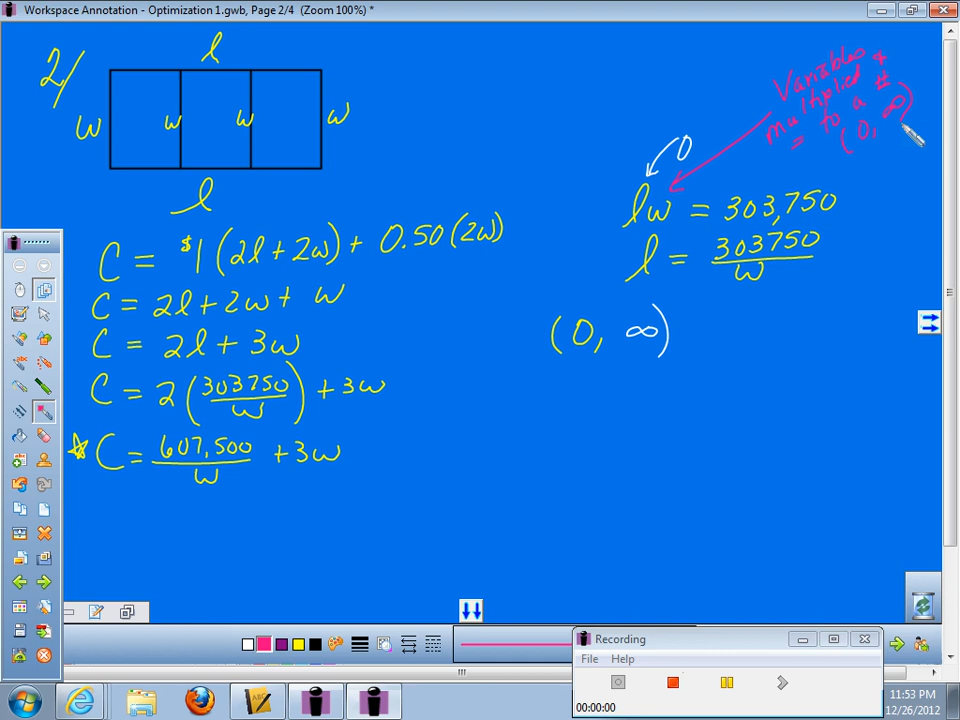 Workspace Annotation - Optimization 1.gwb, Page 2/4 (Zoom 100%) *
2/
l
w w w w
l
Variables
multiplied &
= to a #
(0, ∞)
0
lw = 303,750
l = 303750/w
C = $1(2l + 2w) + 0.50(2w)
C = 2l + 2w + w
C = 2l + 3w
(0, ∞)
C = 2(303750/w) + 3w
C = 607,500/w + 3w
Recording
File Help
00:00:00
11:53 PM
12/26/2012